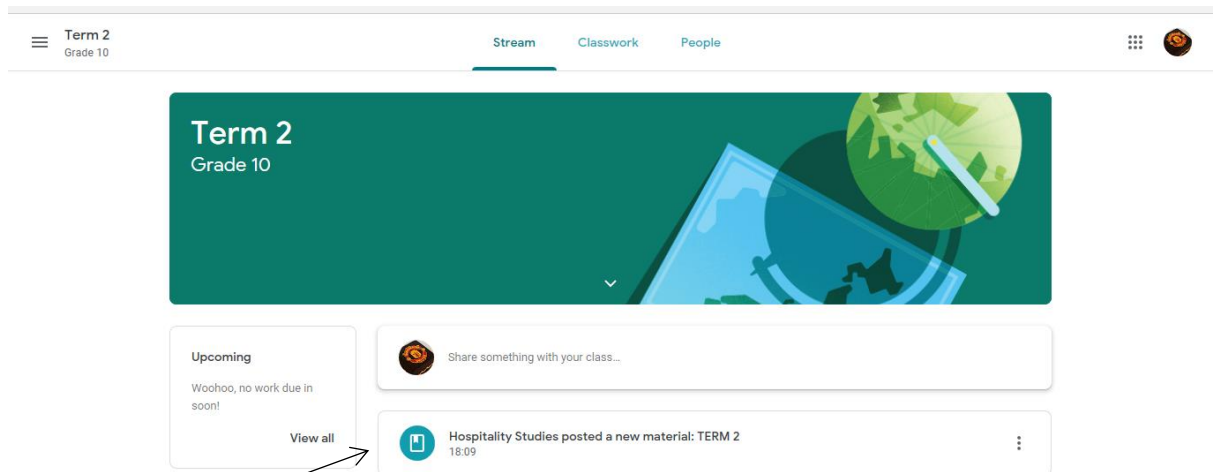 Term 2
Grade 10
Stream Classwork People
Term 2
Grade 10
Upcoming
Woohoo, no work due in
soon!
View all
Share something with your class...
Hospitality Studies posted a new material: TERM 2
18:09